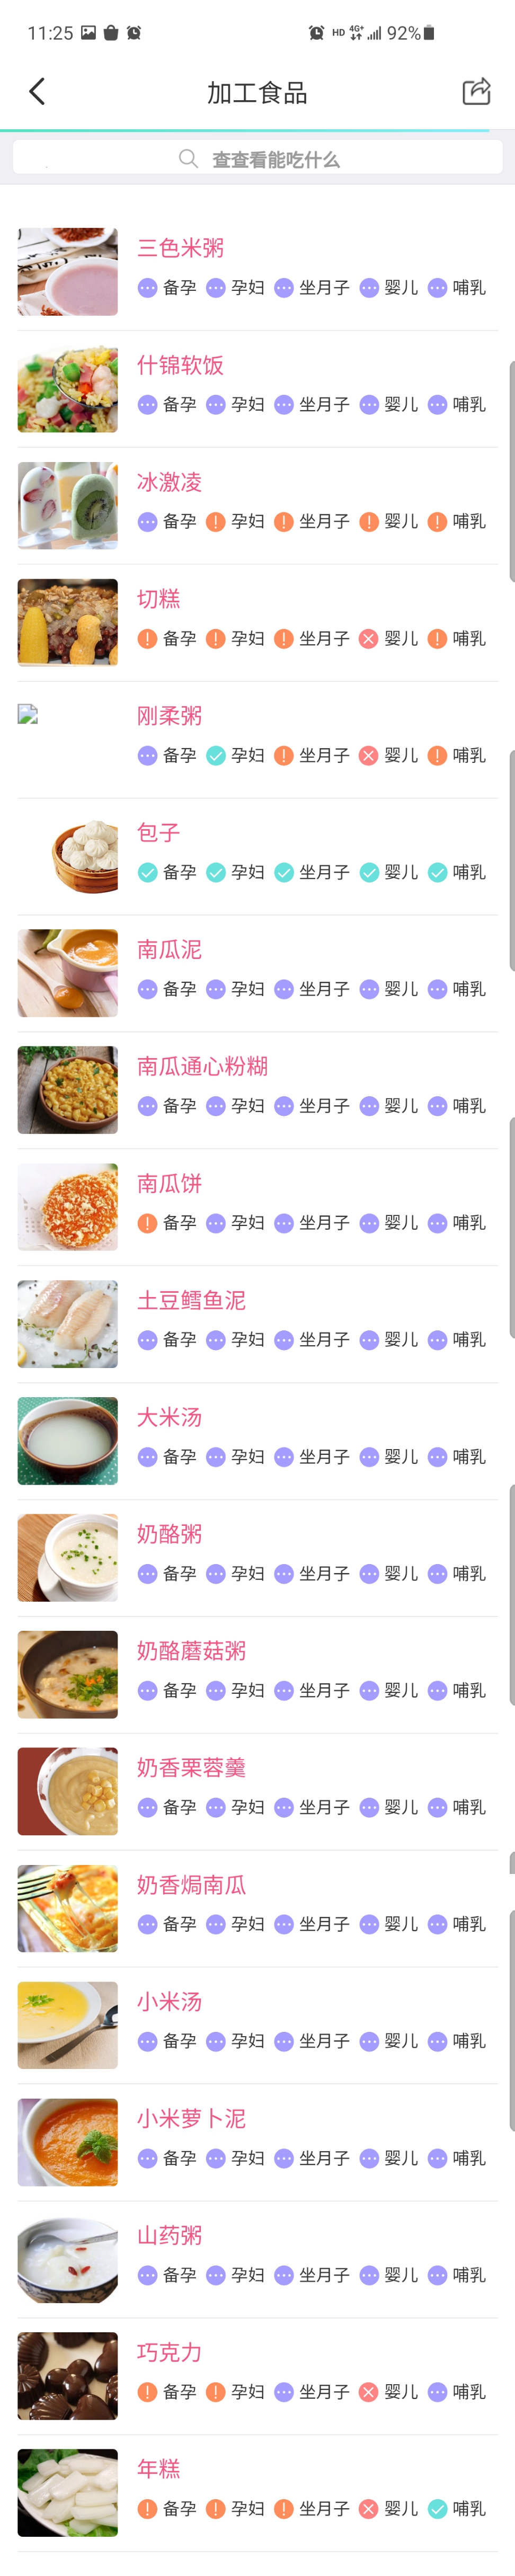 11:25 HD 4G+ 92%
加工食品
查查看能吃什么
三色米粥
备孕 孕妇 坐月子 婴儿 哺乳
什锦软饭
备孕 孕妇 坐月子 婴儿 哺乳
冰激凌
备孕 孕妇 坐月子 婴儿 哺乳
切糕
备孕 孕妇 坐月子 婴儿 哺乳
刚柔粥
备孕 孕妇 坐月子 婴儿 哺乳
包子
备孕 孕妇 坐月子 婴儿 哺乳
南瓜泥
备孕 孕妇 坐月子 婴儿 哺乳
南瓜通心粉糊
备孕 孕妇 坐月子 婴儿 哺乳
南瓜饼
备孕 孕妇 坐月子 婴儿 哺乳
土豆鳕鱼泥
备孕 孕妇 坐月子 婴儿 哺乳
大米汤
备孕 孕妇 坐月子 婴儿 哺乳
奶酪粥
备孕 孕妇 坐月子 婴儿 哺乳
奶酪蘑菇粥
备孕 孕妇 坐月子 婴儿 哺乳
奶香栗蓉羹
备孕 孕妇 坐月子 婴儿 哺乳
奶香焗南瓜
备孕 孕妇 坐月子 婴儿 哺乳
小米汤
备孕 孕妇 坐月子 婴儿 哺乳
小米萝卜泥
备孕 孕妇 坐月子 婴儿 哺乳
山药粥
备孕 孕妇 坐月子 婴儿 哺乳
巧克力
备孕 孕妇 坐月子 婴儿 哺乳
年糕
备孕 孕妇 坐月子 婴儿 哺乳